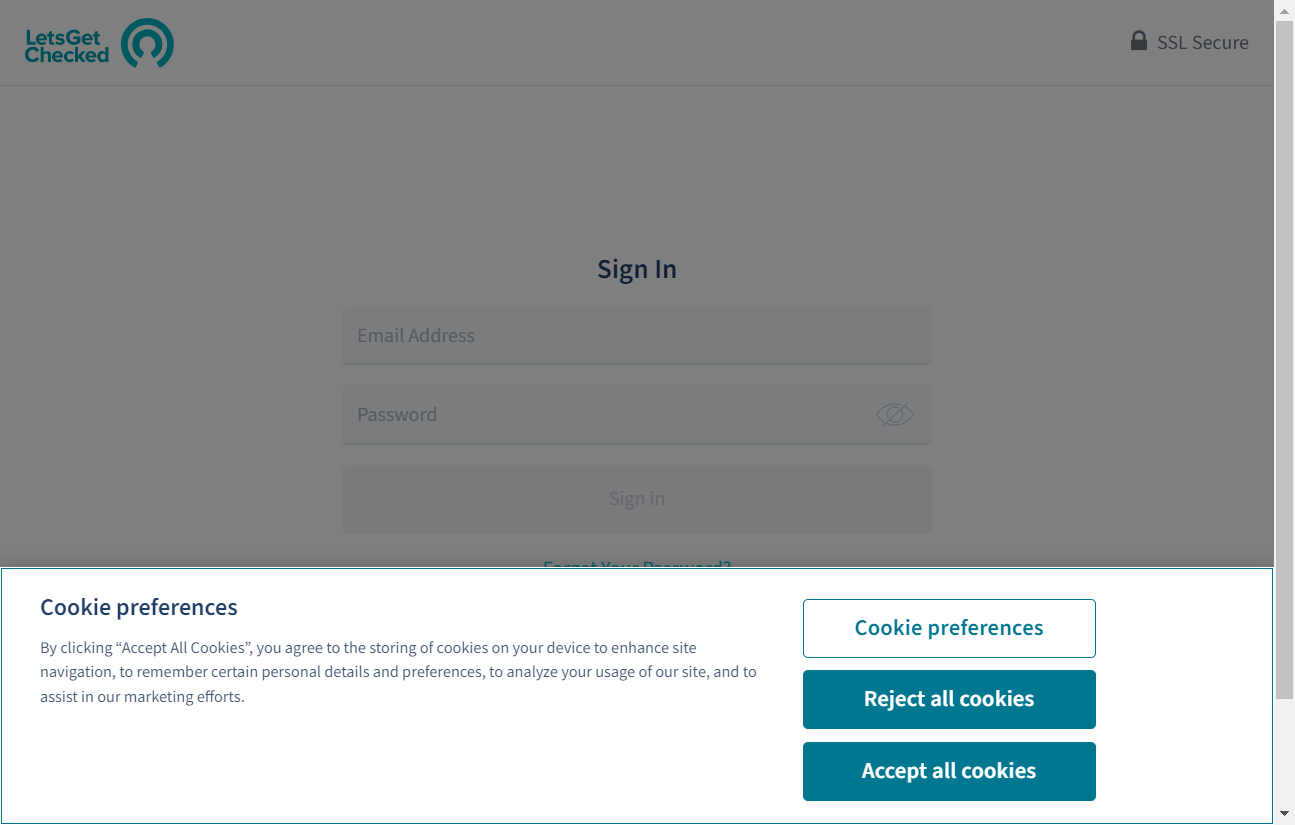 LetsGet
Checked
SSL Secure
Sign In
Email Address
Password
Sign in
Forgot Your Password?
Cookie preferences
By clicking “Accept All Cookies”, you agree to the storing of cookies on your device to enhance site
navigation, to remember certain personal details and preferences, to analyze your usage of our site, and to
assist in our marketing efforts.
Cookie preferences
Reject all cookies
Accept all cookies